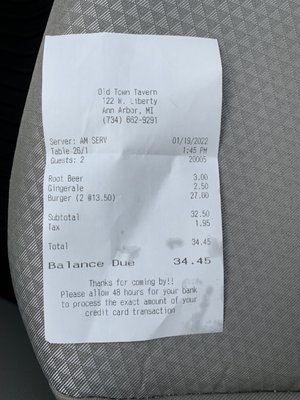 Old Town Tavern
122 W. Liberty
Ann Arbor, MI
(734) 662-9291
Server: AM SERV 01/19/2022
Table 26/1 1:45 PM
Guests: 2 20005
Root Beer 3.00
Gingerale 2.50
Burger (2 @13.50) 27.00
Subtotal 32.50
Tax 1.95
Total 34.45
Balance Due 34.45
Thanks for coming by!!
Please allow 48 hours for your bank
to process the exact amount of your
credit card transaction